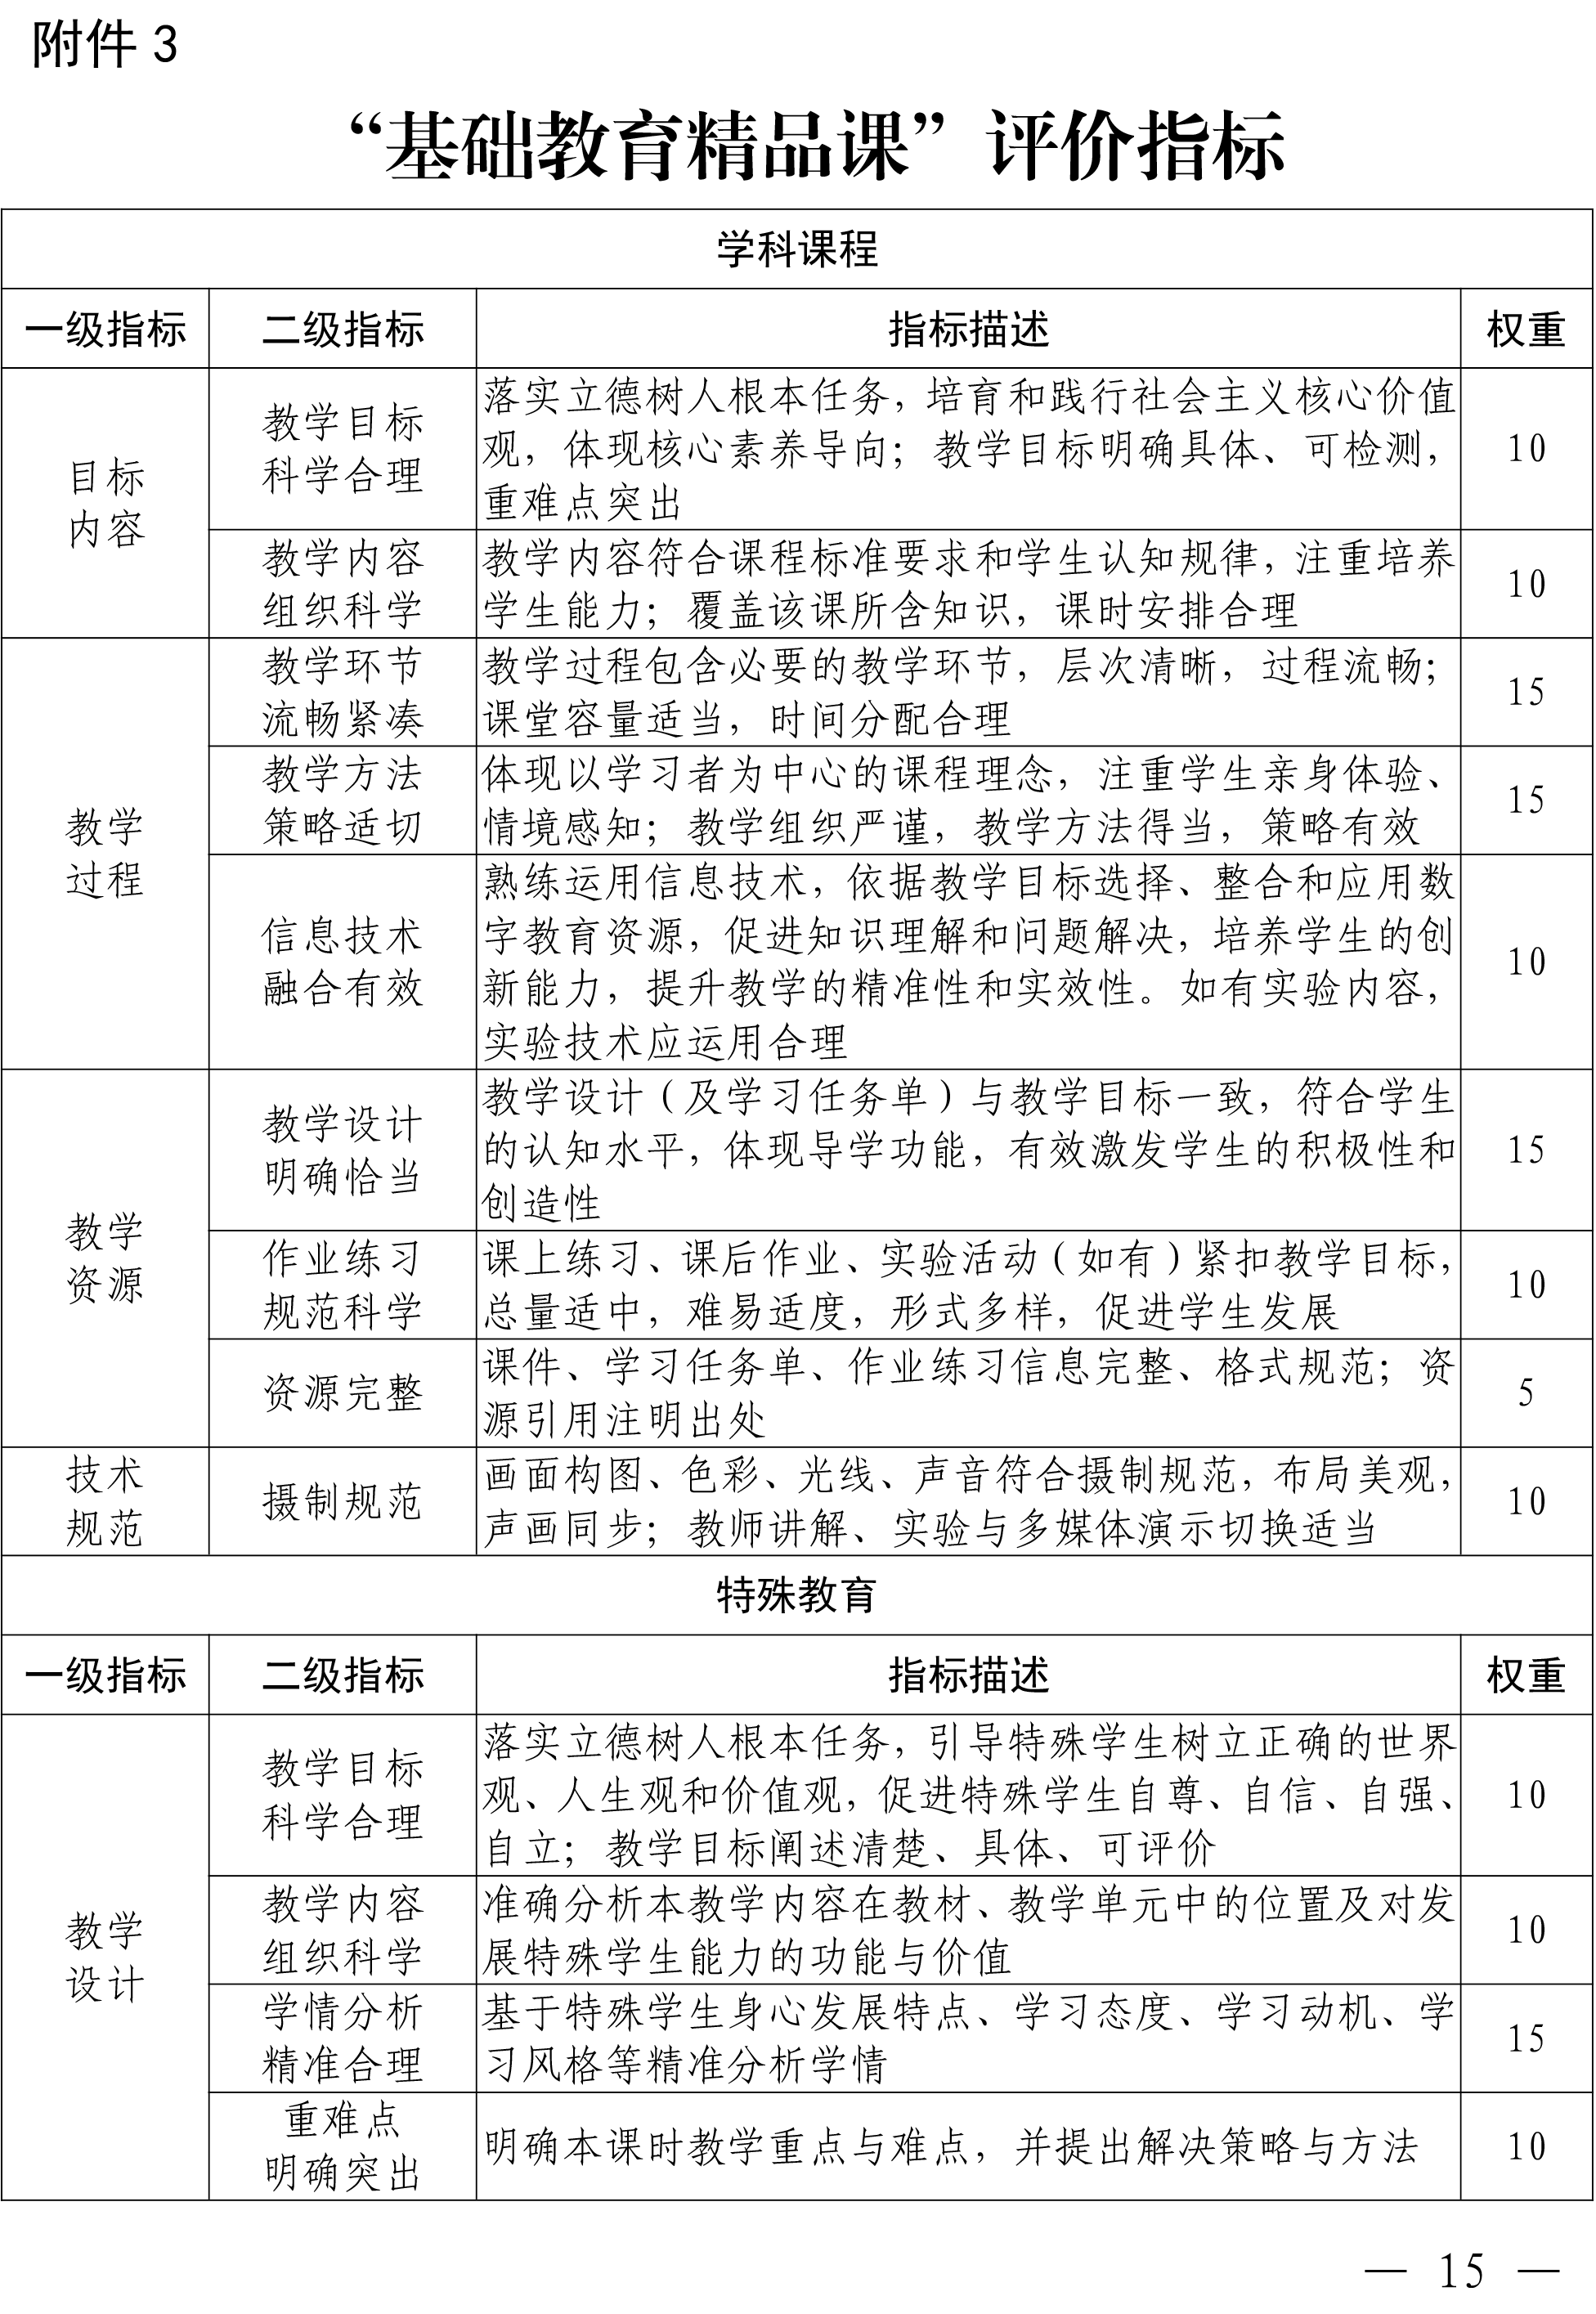 附件 3
“基础教育精品课”评价指标
学科课程
一级指标 二级指标 指标描述 权重
目标
内容
教学目标
科学合理
落实立德树人根本任务，培育和践行社会主义核心价值
观，体现核心素养导向；教学目标明确具体、可检测，
重难点突出
10
教学内容
组织科学
教学内容符合课程标准要求和学生认知规律，注重培养
学生能力；覆盖该课所含知识，课时安排合理
10
教学
过程
教学环节
流畅紧凑
教学过程包含必要的教学环节，层次清晰，过程流畅；
课堂容量适当，时间分配合理
15
教学方法
策略适切
体现以学习者为中心的课程理念，注重学生亲身体验、
情境感知；教学组织严谨，教学方法得当，策略有效
15
信息技术
融合有效
熟练运用信息技术，依据教学目标选择、整合和应用数
字教育资源，促进知识理解和问题解决，培养学生的创
新能力，提升教学的精准性和实效性。如有实验内容，
实验技术应运用合理
10
教学
资源
教学设计
明确恰当
教学设计（及学习任务单）与教学目标一致，符合学生
的认知水平，体现导学功能，有效激发学生的积极性和
创造性
15
作业练习
规范科学
课上练习、课后作业、实验活动（如有）紧扣教学目标，
总量适中，难易适度，形式多样，促进学生发展
10
资源完整
课件、学习任务单、作业练习信息完整、格式规范；资
源引用注明出处
5
技术
规范
摄制规范
画面构图、色彩、光线、声音符合摄制规范，布局美观，
声画同步；教师讲解、实验与多媒体演示切换适当
10
特殊教育
一级指标 二级指标 指标描述 权重
教学
设计
教学目标
科学合理
落实立德树人根本任务，引导特殊学生树立正确的世界
观、人生观和价值观，促进特殊学生自尊、自信、自强、
自立；教学目标阐述清楚、具体、可评价
10
教学内容
组织科学
准确分析本教学内容在教材、教学单元中的位置及对发
展特殊学生能力的功能与价值
10
学情分析
精准合理
基于特殊学生身心发展特点、学习态度、学习动机、学
习风格等精准分析学情
15
重难点
明确突出
明确本课时教学重点与难点，并提出解决策略与方法
10
— 15 —